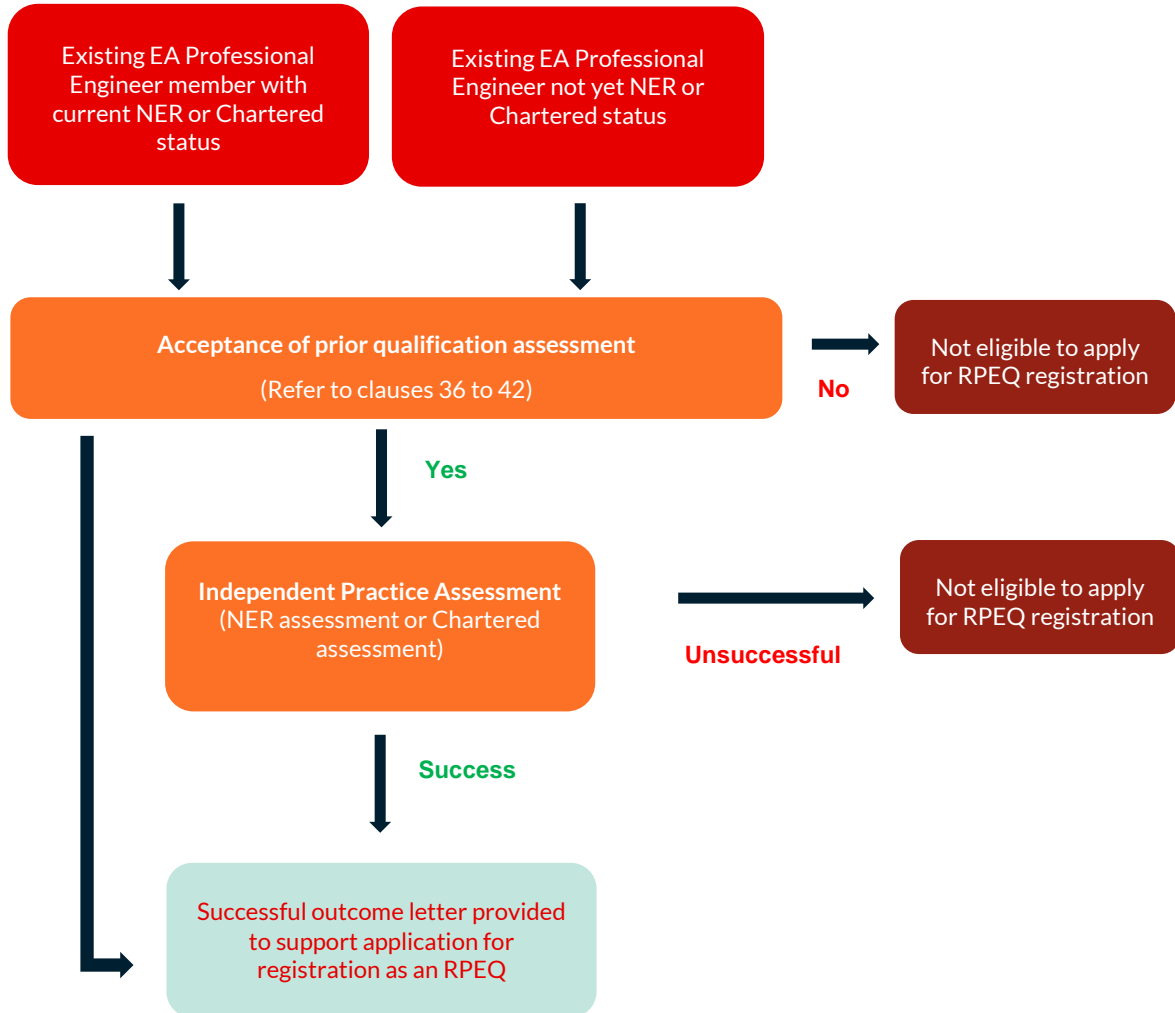 Existing EA Professional
Engineer member with
current NER or Chartered
status
Existing EA Professional
Engineer not yet NER or
Chartered status
Acceptance of prior qualification assessment
(Refer to clauses 36 to 42)
No
Not eligible to apply
for RPEQ registration
Yes
Independent Practice Assessment
(NER assessment or Chartered
assessment)
Unsuccessful
Not eligible to apply
for RPEQ registration
Success
Successful outcome letter provided
to support application for
registration as an RPEQ